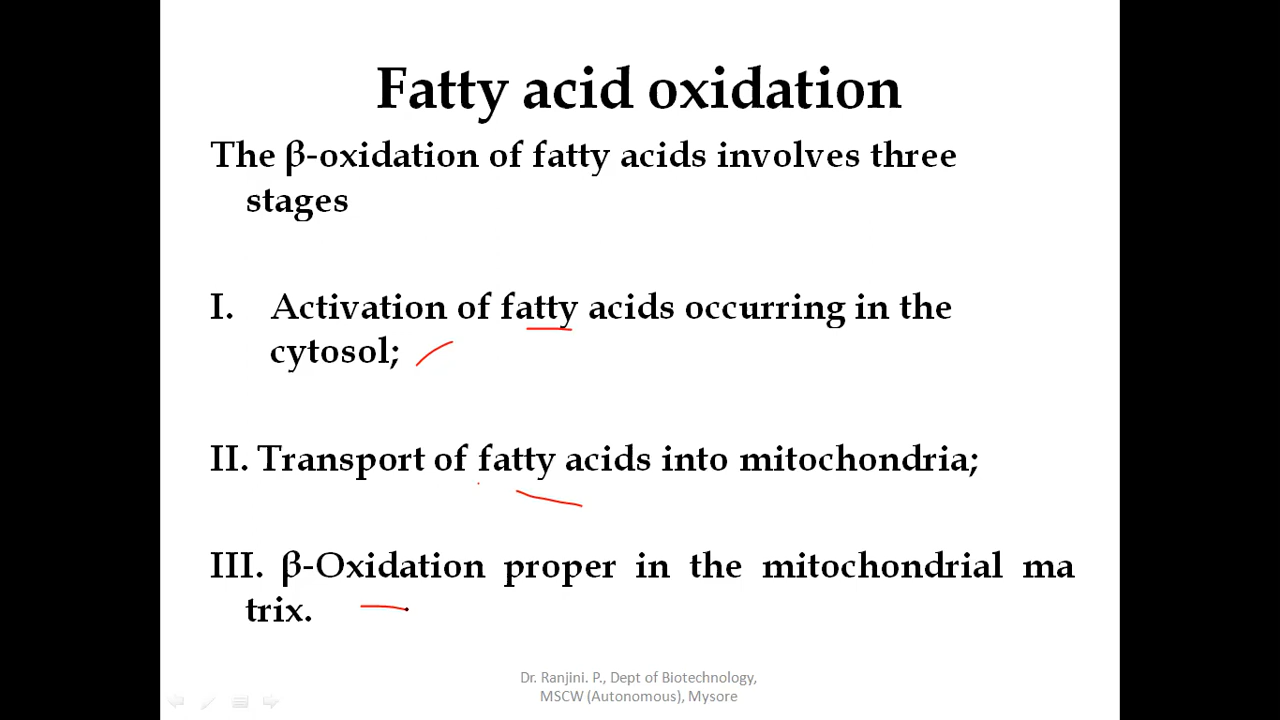 Fatty acid oxidation
The β-oxidation of fatty acids involves three
stages
I. Activation of fatty acids occurring in the
cytosol;
II. Transport of fatty acids into mitochondria;
III. β-Oxidation proper in the mitochondrial ma
trix.
Dr. Ranjini. P., Dept of Biotechnology,
MSCW (Autonomous), Mysore